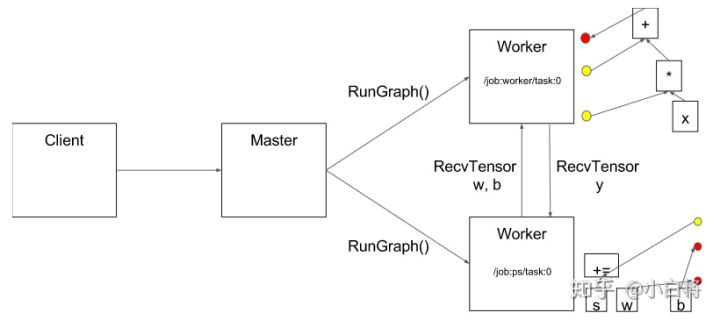 Client
Master
RunGraph()
RunGraph()
Worker
/job:worker/task:0
RecvTensor
w, b
RecvTensor
y
Worker
/job:ps/task:0
+
*
x
+=
s
w
b
知乎 @小白将